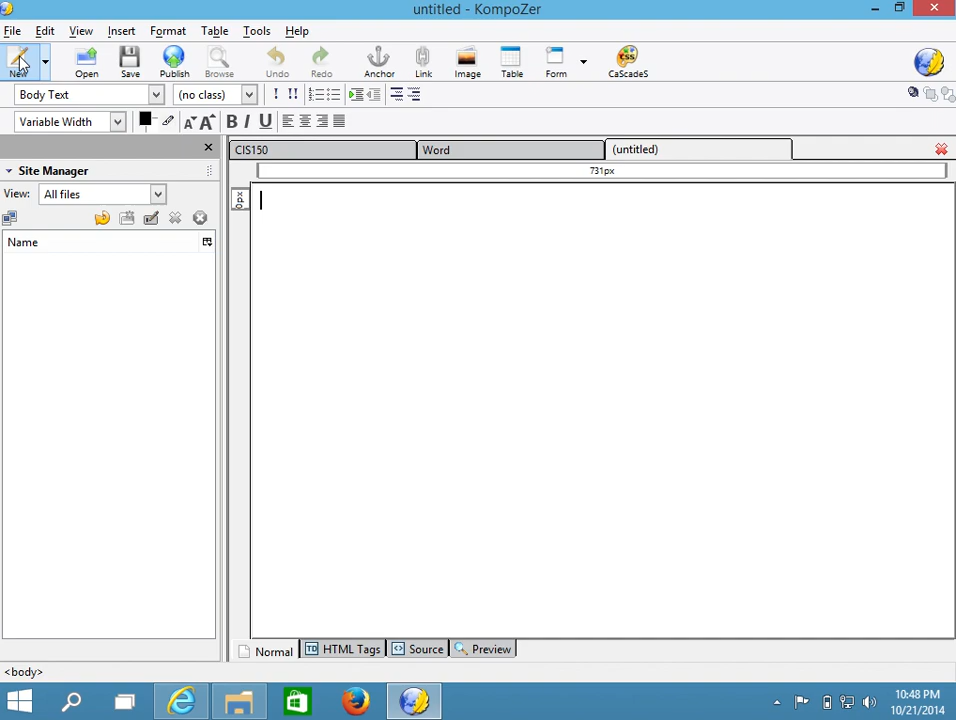 untitled - KompoZer
File Edit View Insert Format Table Tools Help
New Open Save Publish Browse Undo Redo Anchor Link Image Table Form CaScadeS
Body Text (no class) ! !!
Variable Width A A B I U
CIS150 Word (untitled)
731px
0px
Site Manager
View: All files
Name
Normal TD HTML Tags Source Preview
<body>
10:48 PM
10/21/2014